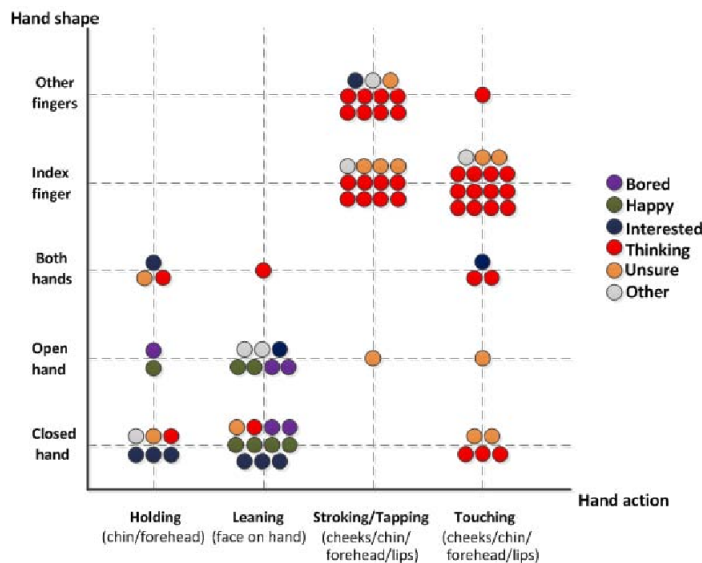 Hand shape
Other
fingers
Index
finger
Both
hands
Open
hand
Closed
hand
Bored
Happy
Interested
Thinking
Unsure
Other
Hand action
Holding
(chin/forehead)
Leaning
(face on hand)
Stroking/Tapping
(cheeks/chin/
forehead/lips)
Touching
(cheeks/chin/
forehead/lips)